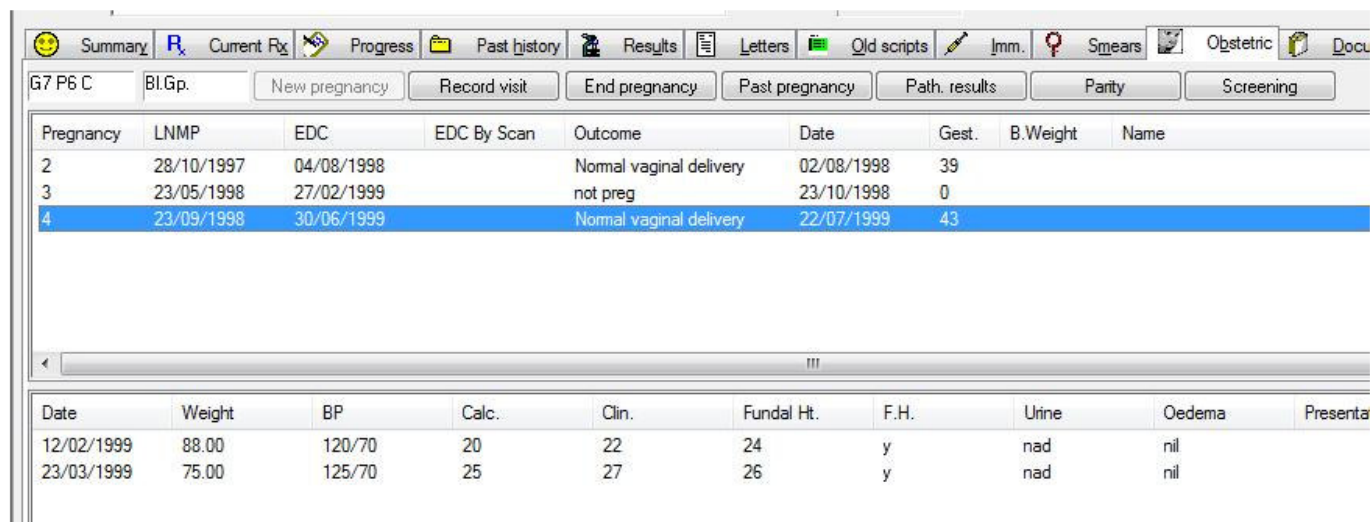 Summary Rx Current Rx Progress Past history Results Letters Old scripts Imm. Smears Obstetric Docu
G7 P6 C Bl.Gp. New pregnancy Record visit End pregnancy Past pregnancy Path. results Parity Screening
Pregnancy LNMP EDC EDC By Scan Outcome Date Gest. B.Weight Name
2 28/10/1997 04/08/1998 Normal vaginal delivery 02/08/1998 39
3 23/05/1998 27/02/1999 not preg 23/10/1998 0
4 23/09/1998 30/06/1999 Normal vaginal delivery 22/07/1999 43
Date Weight BP Calc. Clin. Fundal Ht. F.H. Urine Oedema Presenta
12/02/1999 88.00 120/70 20 22 24 y nad nil
23/03/1999 75.00 125/70 25 27 26 y nad nil